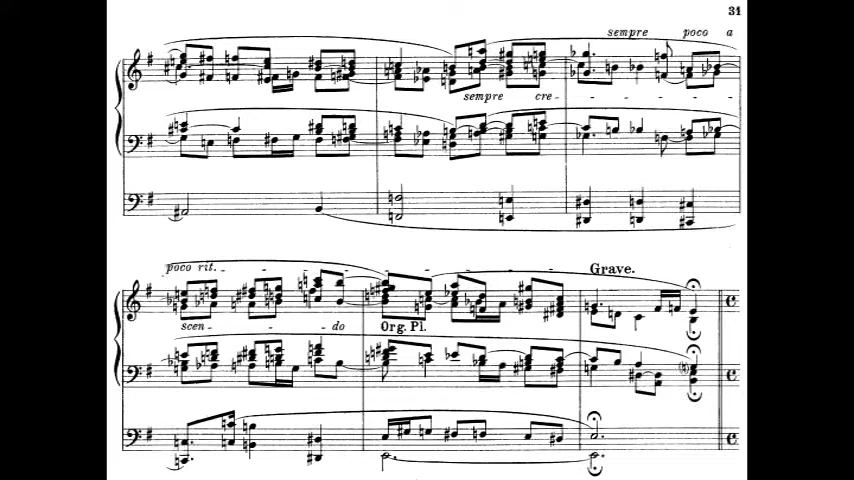 31
sempre poco a
sempre cre-
poco rit.
Grave.
scen- do Org. Pl.